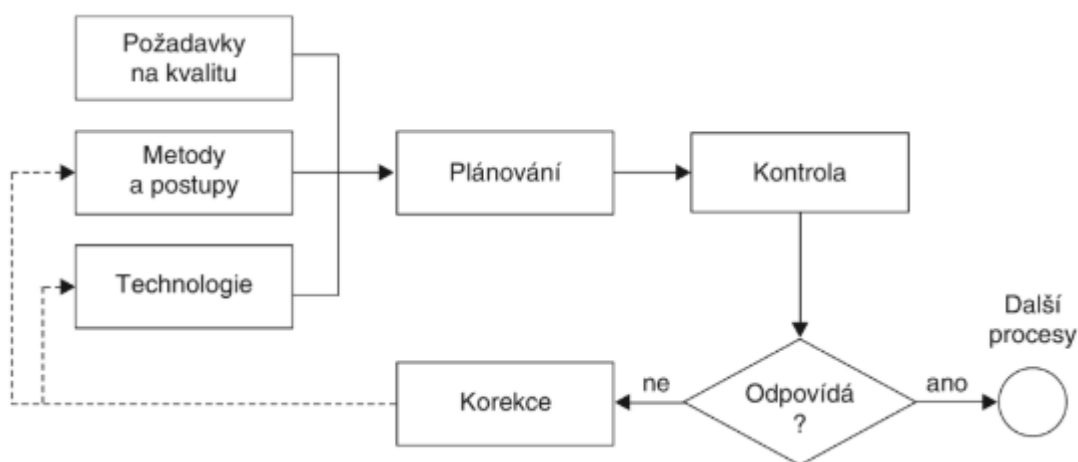 Požadavky
na kvalitu
Metody
a postupy
Plánování
Kontrola
Technologie
Další
procesy
Korekce
ne
Odpovídá
?
ano